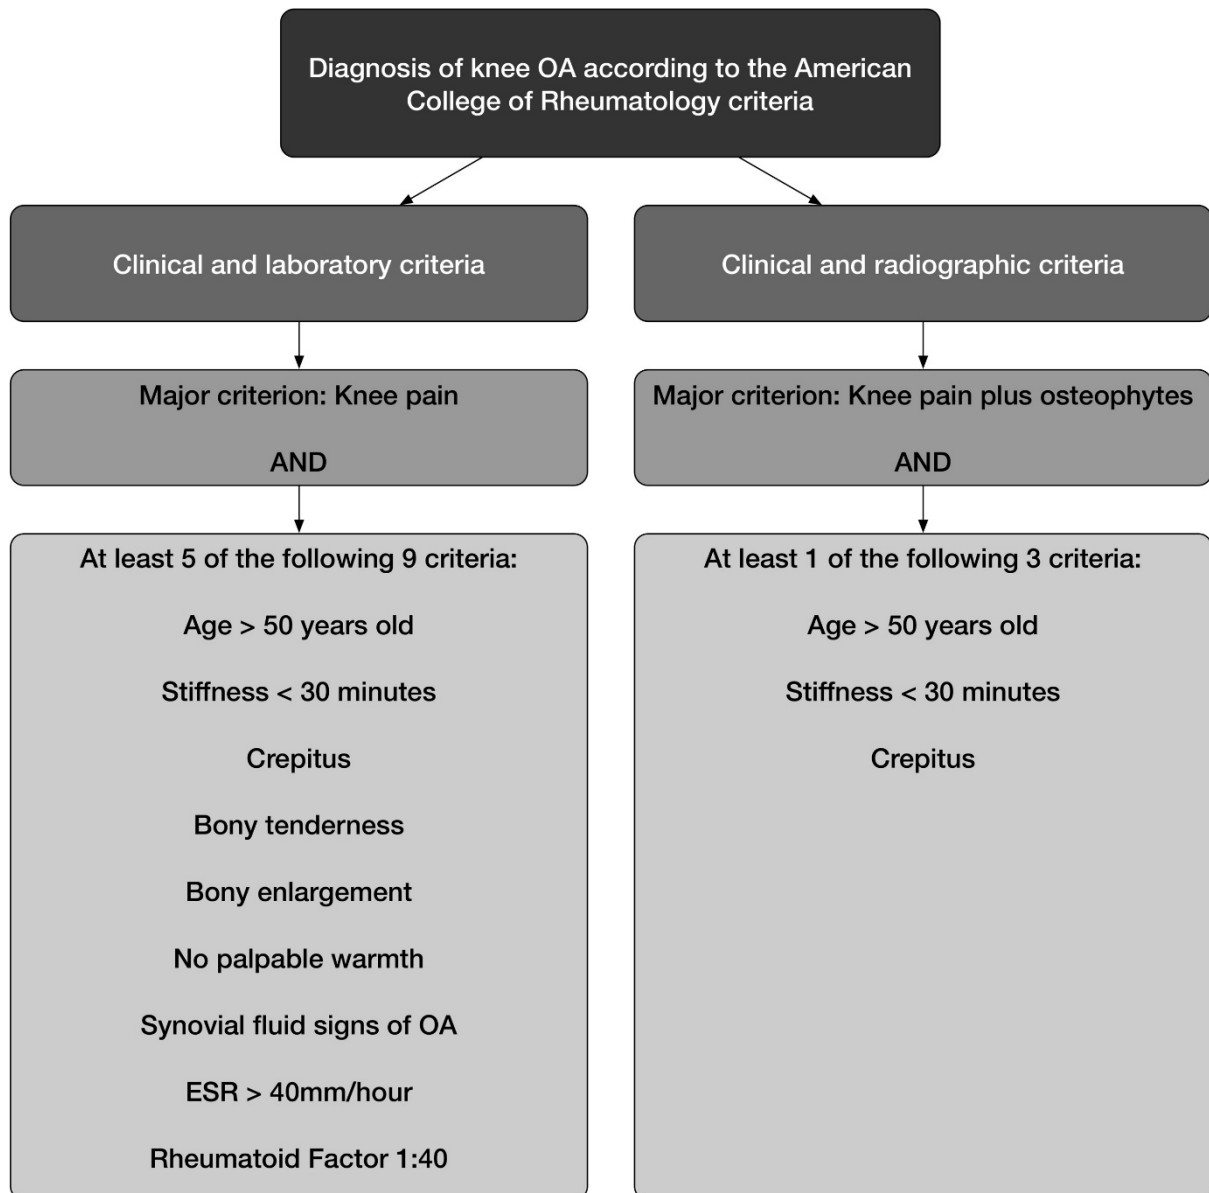 Diagnosis of knee OA according to the American
College of Rheumatology criteria
Clinical and laboratory criteria
Major criterion: Knee pain
AND
At least 5 of the following 9 criteria:
Age > 50 years old
Stiffness < 30 minutes
Crepitus
Bony tenderness
Bony enlargement
No palpable warmth
Synovial fluid signs of OA
ESR > 40mm/hour
Rheumatoid Factor 1:40
Clinical and radiographic criteria
Major criterion: Knee pain plus osteophytes
AND
At least 1 of the following 3 criteria:
Age > 50 years old
Stiffness < 30 minutes
Crepitus